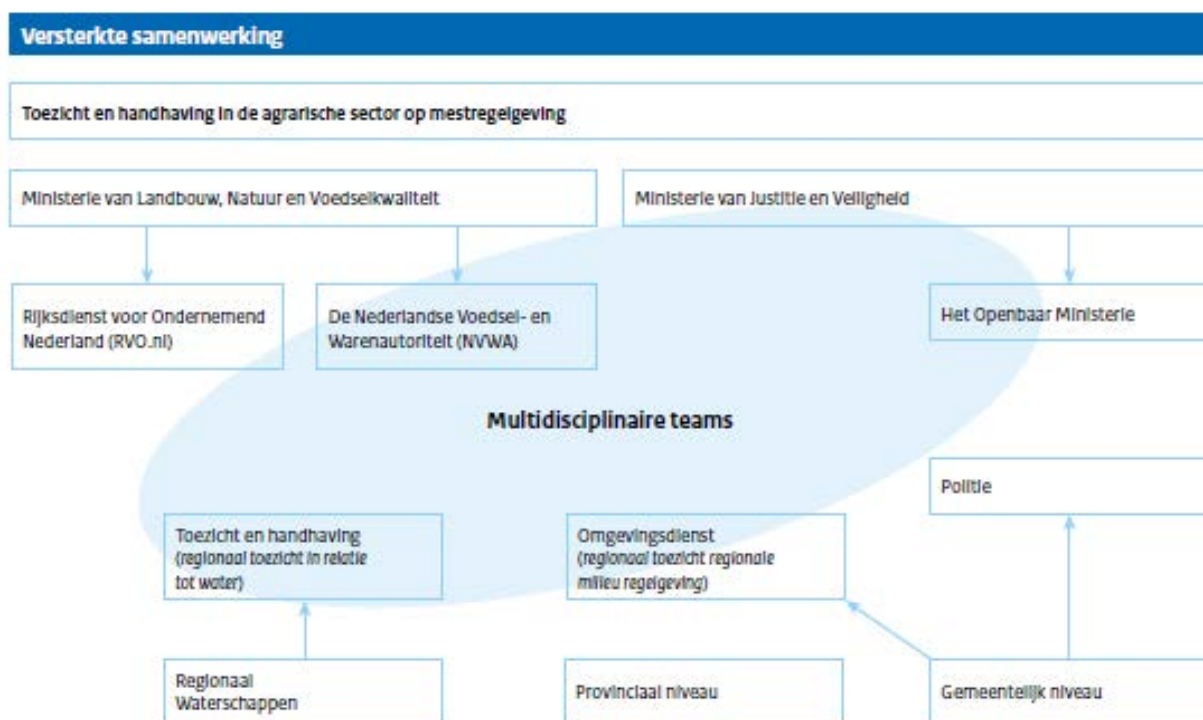 Versterkte samenwerking
Toezicht en handhaving in de agrarische sector op mestregelgeving
Ministerie van Landbouw, Natuur en Voedselkwaliteit
Ministerie van Justitie en Veiligheid
Rijksdienst voor Ondernemend
Nederland (RVO.nl)
De Nederlandse Voedsel- en
Warenautoriteit (NVWA)
Het Openbaar Ministerie
Multidisciplinaire teams
Politie
Toezicht en handhaving
(regionaal toezicht in relatie
tot water)
Omgevingsdienst
(regionaal toezicht regionale
milieu regelgeving)
Regionaal
Waterschappen
Provinciaal niveau
Gemeentelijk niveau